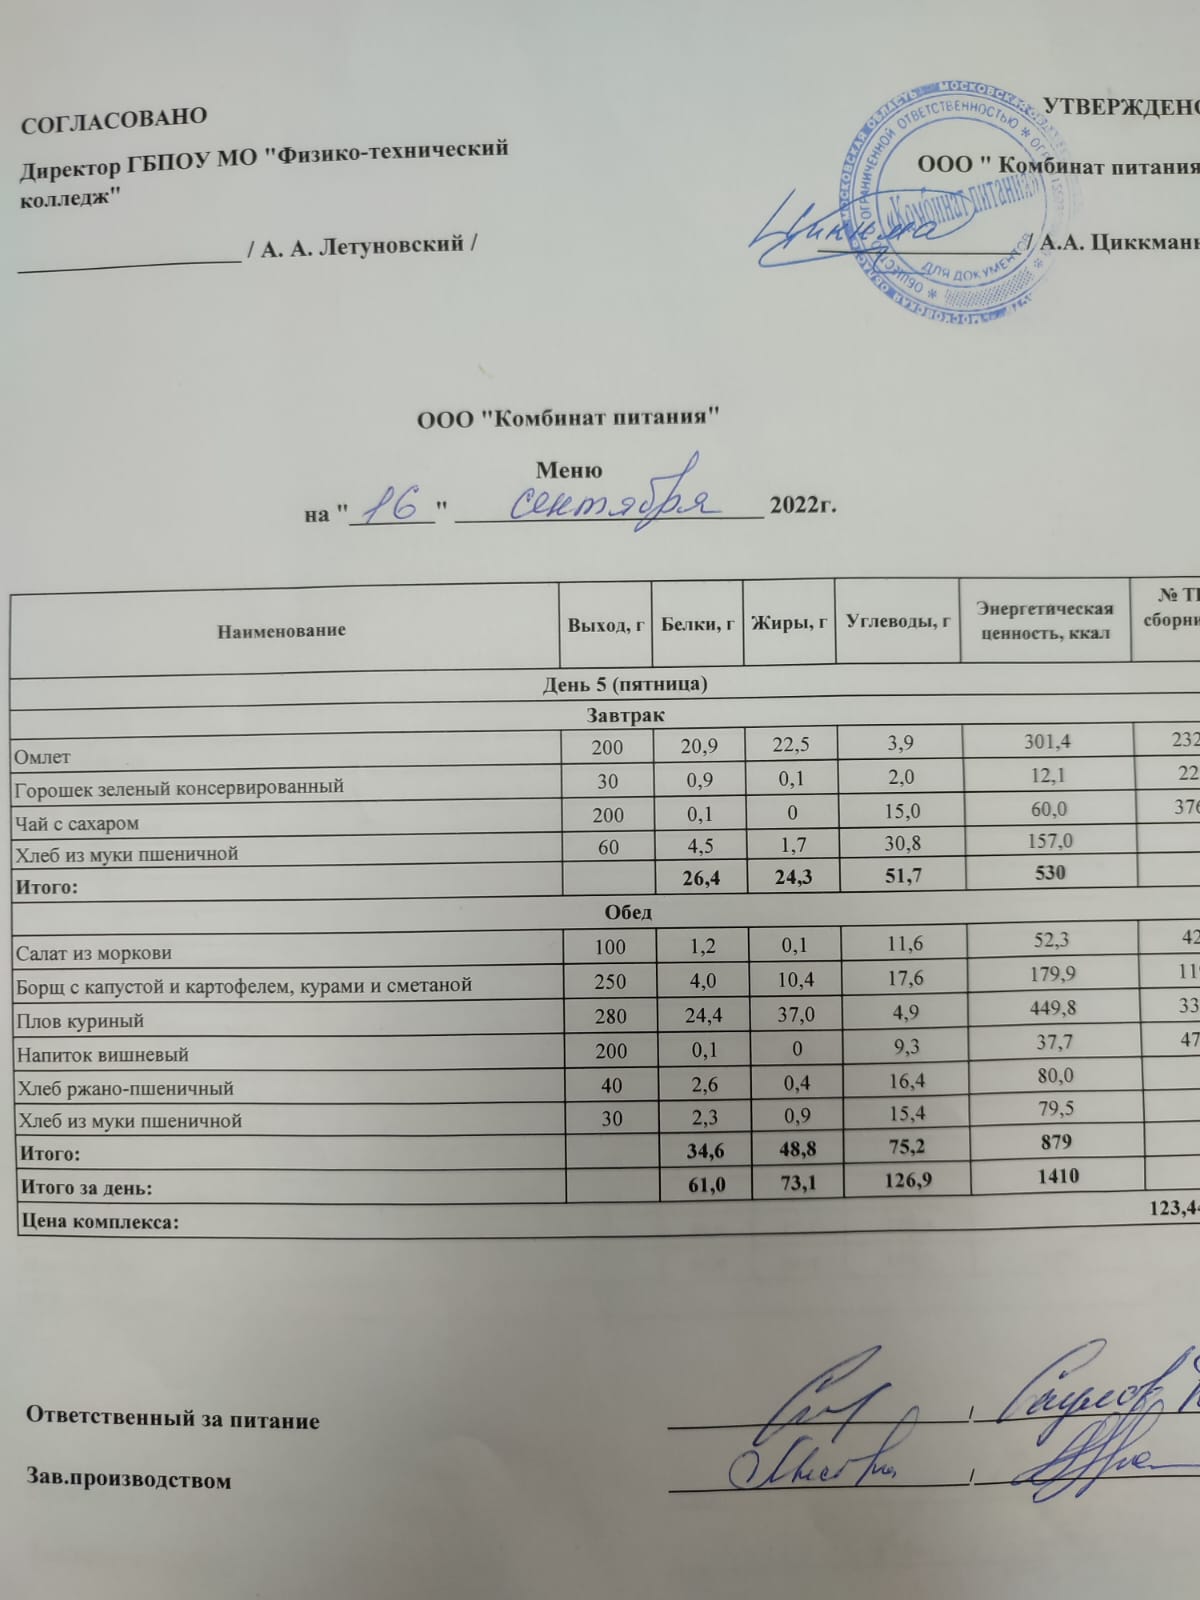 СОГЛАСОВАНО
Директор ГБПОУ МО "Физико-технический
колледж"
/ А. А. Летуновский /
УТВЕРЖДЕНО
ООО " Комбинат питания
/ А.А. Циккман
МОСКОВСКАЯ ОБЛАСТЬ
ОГРАНИЧЕННОЙ ОТВЕТСТВЕННОСТЬЮ
«Комбинат питания»
ДЛЯ ДОКУМЕНТОВ
ООО "Комбинат питания"
Меню
на " 16 " сентября 2022г.
Наименование Выход, г Белки, г Жиры, г Углеводы, г Энергетическая ценность, ккал № ТК сборни
День 5 (пятница)
Завтрак
Омлет 200 20,9 22,5 3,9 301,4 232
Горошек зеленый консервированный 30 0,9 0,1 2,0 12,1 22
Чай с сахаром 200 0,1 0 15,0 60,0 376
Хлеб из муки пшеничной 60 4,5 1,7 30,8 157,0
Итого: 26,4 24,3 51,7 530
Обед
Салат из моркови 100 1,2 0,1 11,6 52,3 42
Борщ с капустой и картофелем, курами и сметаной 250 4,0 10,4 17,6 179,9 11
Плов куриный 280 24,4 37,0 4,9 449,8 33
Напиток вишневый 200 0,1 0 9,3 37,7 47
Хлеб ржано-пшеничный 40 2,6 0,4 16,4 80,0
Хлеб из муки пшеничной 30 2,3 0,9 15,4 79,5
Итого: 34,6 48,8 75,2 879
Итого за день: 61,0 73,1 126,9 1410
Цена комплекса: 123,44
Ответственный за питание
Зав.производством